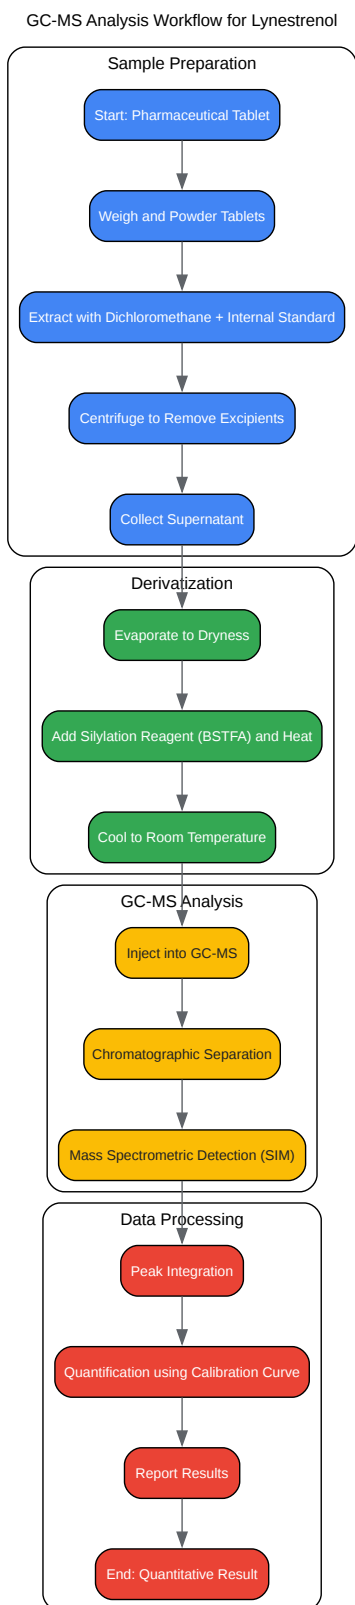 GC-MS Analysis Workflow for Lynestrenol
Sample Preparation
Start: Pharmaceutical Tablet
Weigh and Powder Tablets
Extract with Dichloromethane + Internal Standard
Centrifuge to Remove Excipients
Collect Supernatant
Derivatization
Evaporate to Dryness
Add Silylation Reagent (BSTFA) and Heat
Cool to Room Temperature
GC-MS Analysis
Inject into GC-MS
Chromatographic Separation
Mass Spectrometric Detection (SIM)
Data Processing
Peak Integration
Quantification using Calibration Curve
Report Results
End: Quantitative Result